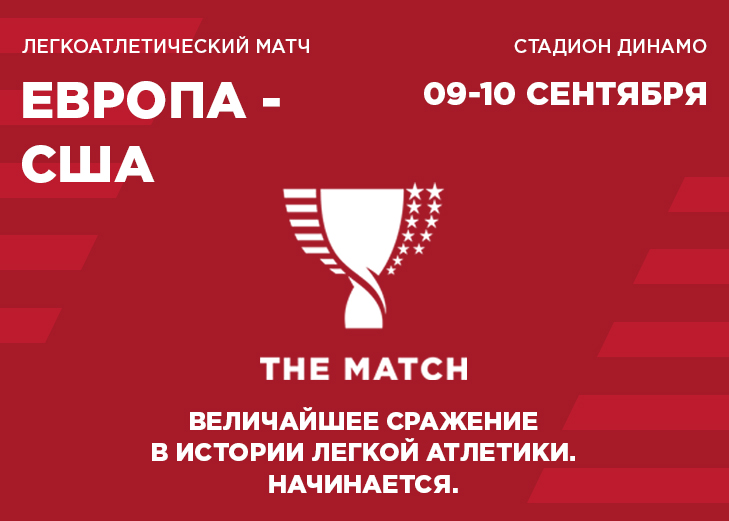 ЛЕГКОАТЛЕТИЧЕСКИЙ МАТЧ
ЕВРОПА -
США
СТАДИОН ДИНАМО
09-10 СЕНТЯБРЯ
THE MATCH
ВЕЛИЧАЙШЕЕ СРАЖЕНИЕ
В ИСТОРИИ ЛЕГКОЙ АТЛЕТИКИ.
НАЧИНАЕТСЯ.